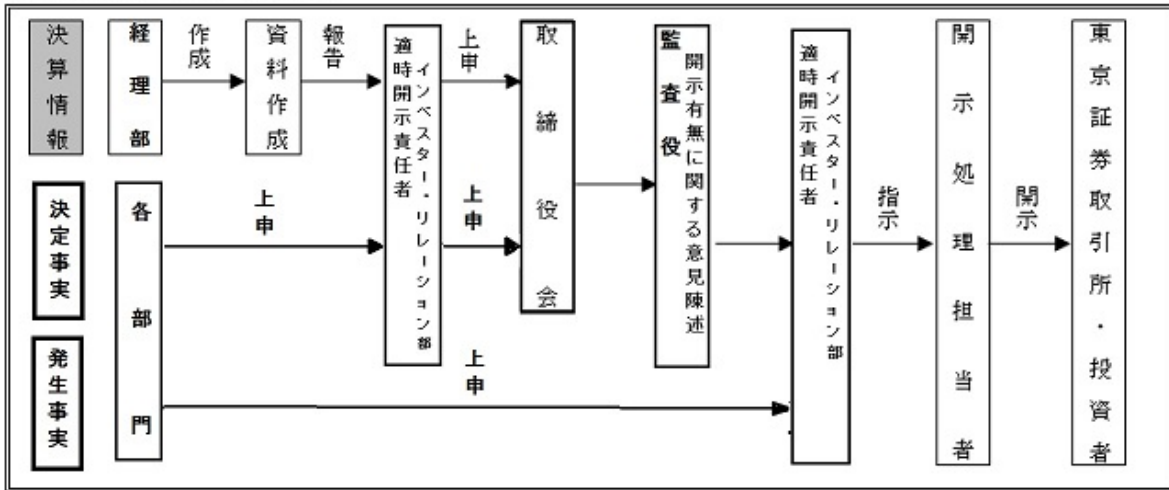 決算情報
経理部
作成
資料作成
報告
適時開示責任者
インベスター・リレーション部
上申
取締役会
監査役
開示有無に関する意見陳述
適時開示責任者
インベスター・リレーション部
指示
開示処理担当者
開示
東京証券取引所・投資者
決定事実
各部門
上申
上申
発生事実
上申